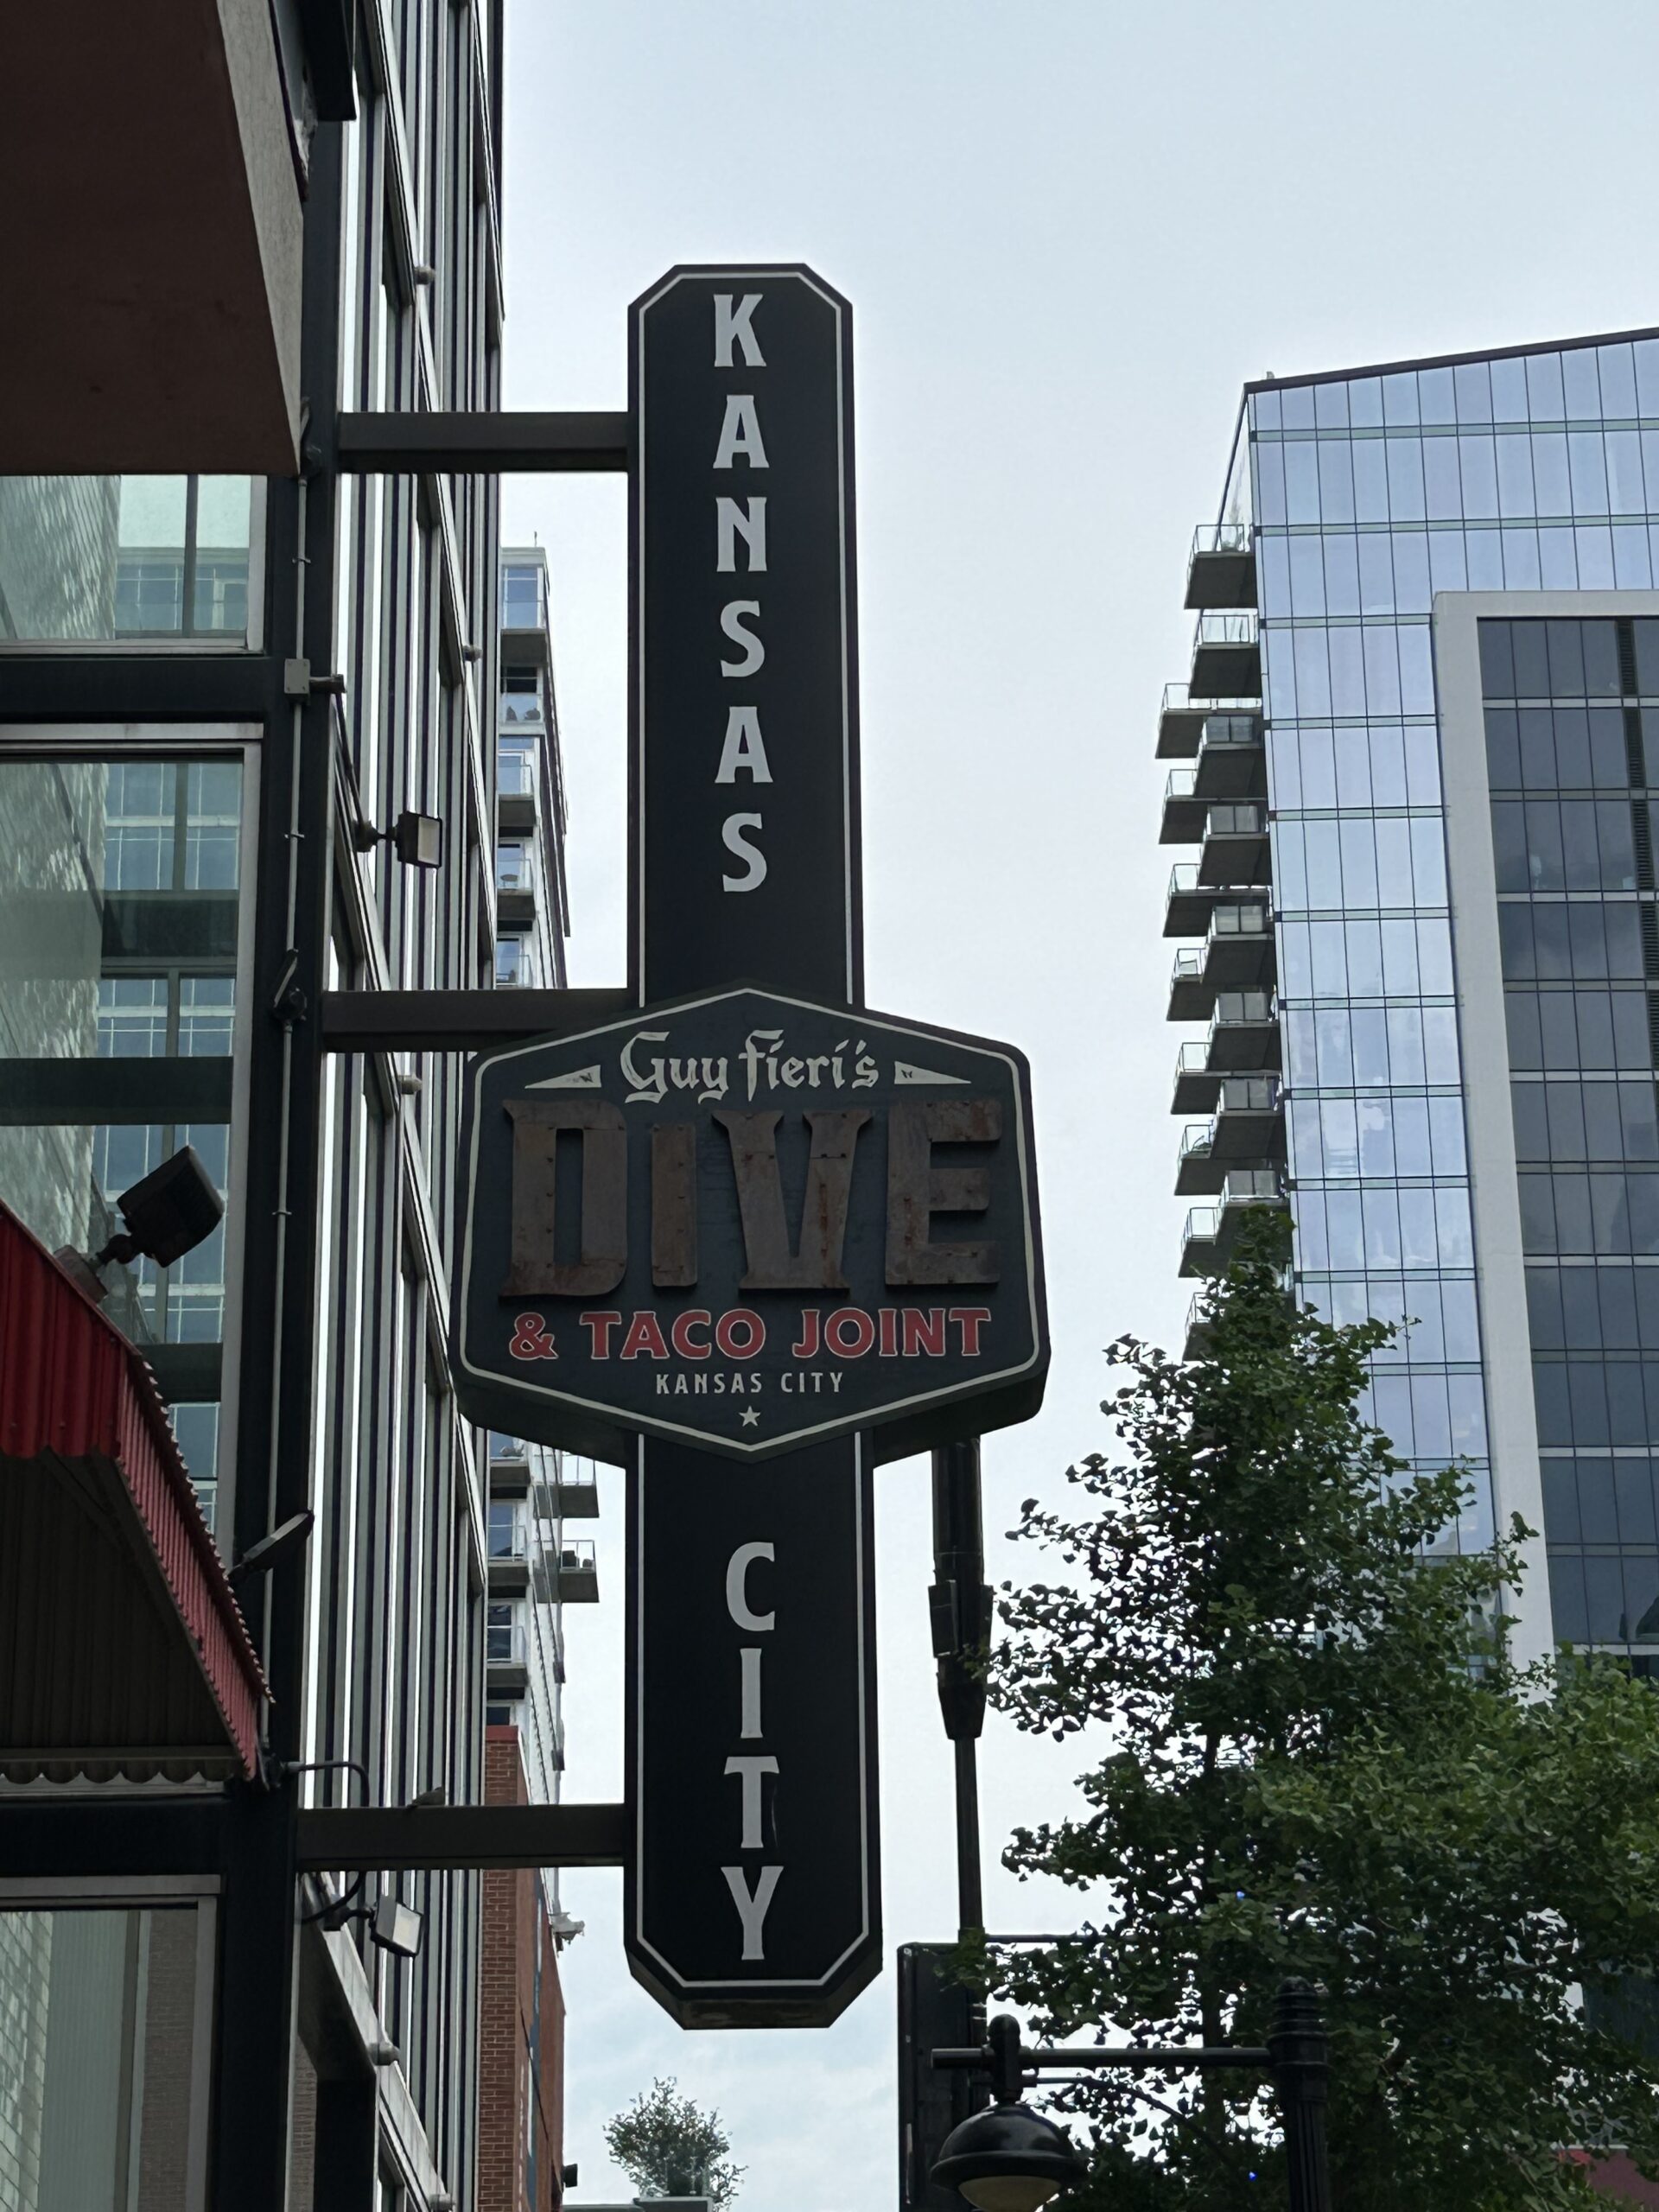 KANSAS
Guy Fieri's
DIVE
& TACO JOINT
KANSAS CITY
CITY